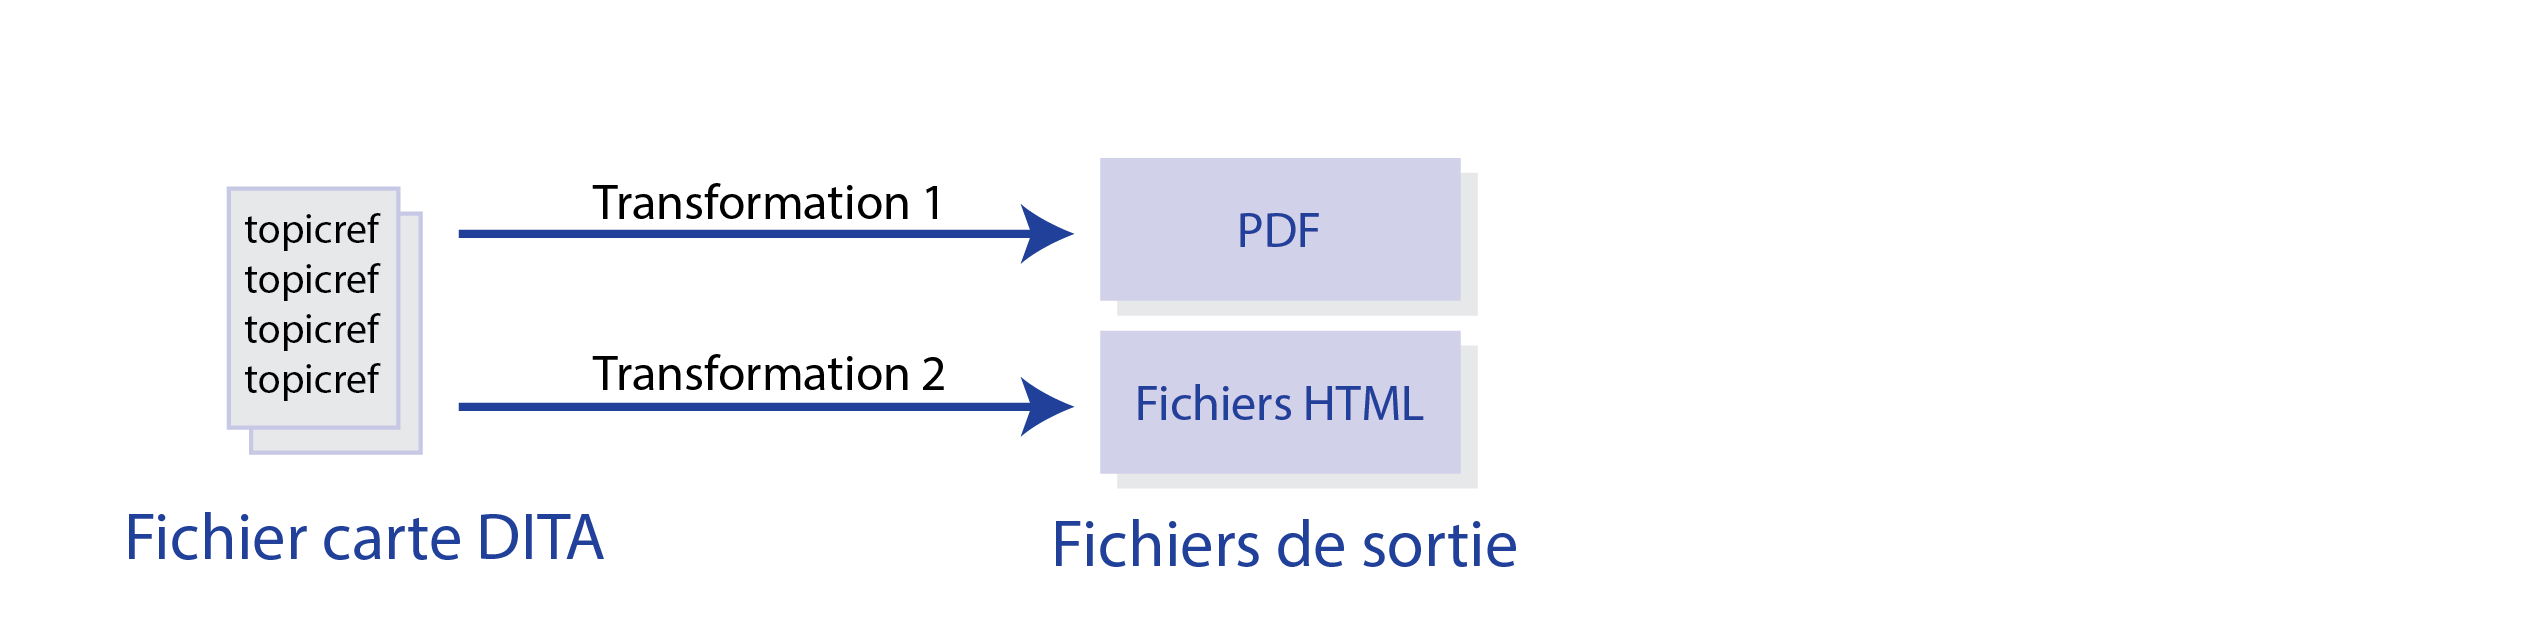 topicref
topicref
topicref
topicref
Transformation 1
Transformation 2
PDF
Fichiers HTML
Fichier carte DITA
Fichiers de sortie